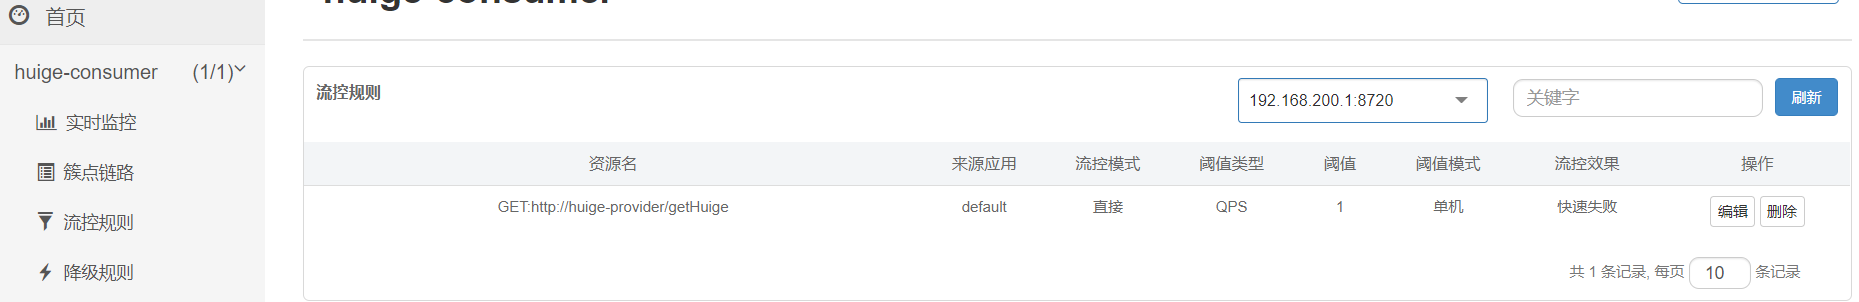 首页
huige-consumer
huige-consumer (1/1)
实时监控
簇点链路
流控规则
降级规则
流控规则 192.168.200.1:8720 关键字 刷新
资源名 来源应用 流控模式 阈值类型 阈值 阈值模式 流控效果 操作
GET:http://huige-provider/getHuige default 直接 QPS 1 单机 快速失败 编辑 删除
共 1 条记录, 每页 10 条记录